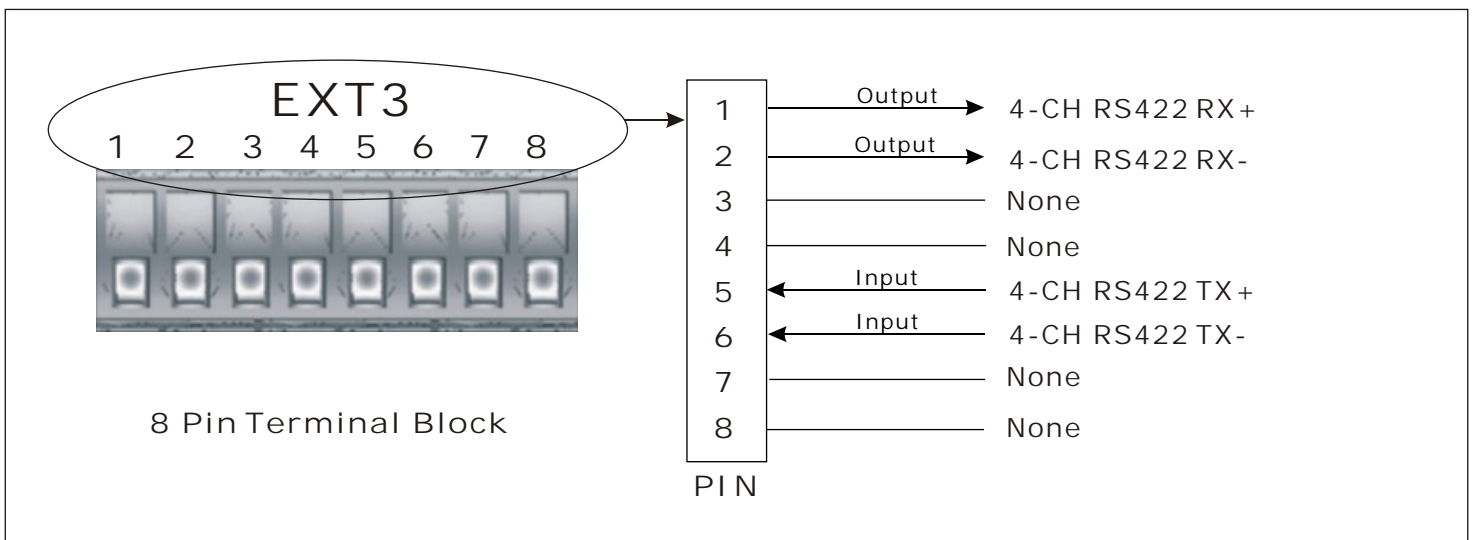 EXT3
1 2 3 4 5 6 7 8
8 Pin Terminal Block
1 Output 4-CH RS422 RX+
2 Output 4-CH RS422 RX-
3 None
4 None
5 Input 4-CH RS422 TX+
6 Input 4-CH RS422 TX-
7 None
8 None
PIN